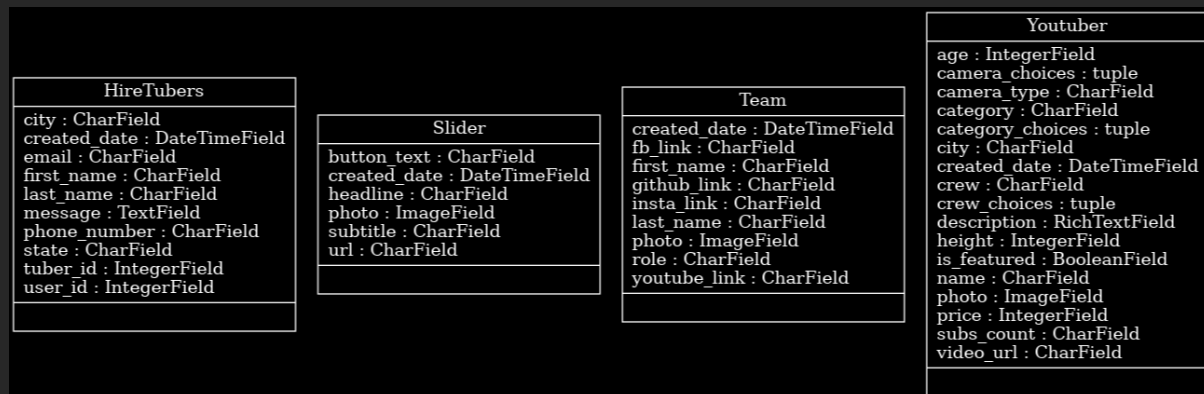 HireTubers
city : CharField
created_date : DateTimeField
email : CharField
first_name : CharField
last_name : CharField
message : TextField
phone_number : CharField
state : CharField
tuber_id : IntegerField
user_id : IntegerField
Slider
button_text : CharField
created_date : DateTimeField
headline : CharField
photo : ImageField
subtitle : CharField
url : CharField
Team
created_date : DateTimeField
fb_link : CharField
first_name : CharField
github_link : CharField
insta_link : CharField
last_name : CharField
photo : ImageField
role : CharField
youtube_link : CharField
Youtuber
age : IntegerField
camera_choices : tuple
camera_type : CharField
category : CharField
category_choices : tuple
city : CharField
created_date : DateTimeField
crew : CharField
crew_choices : tuple
description : RichTextField
height : IntegerField
is_featured : BooleanField
name : CharField
photo : ImageField
price : IntegerField
subs_count : CharField
video_url : CharField